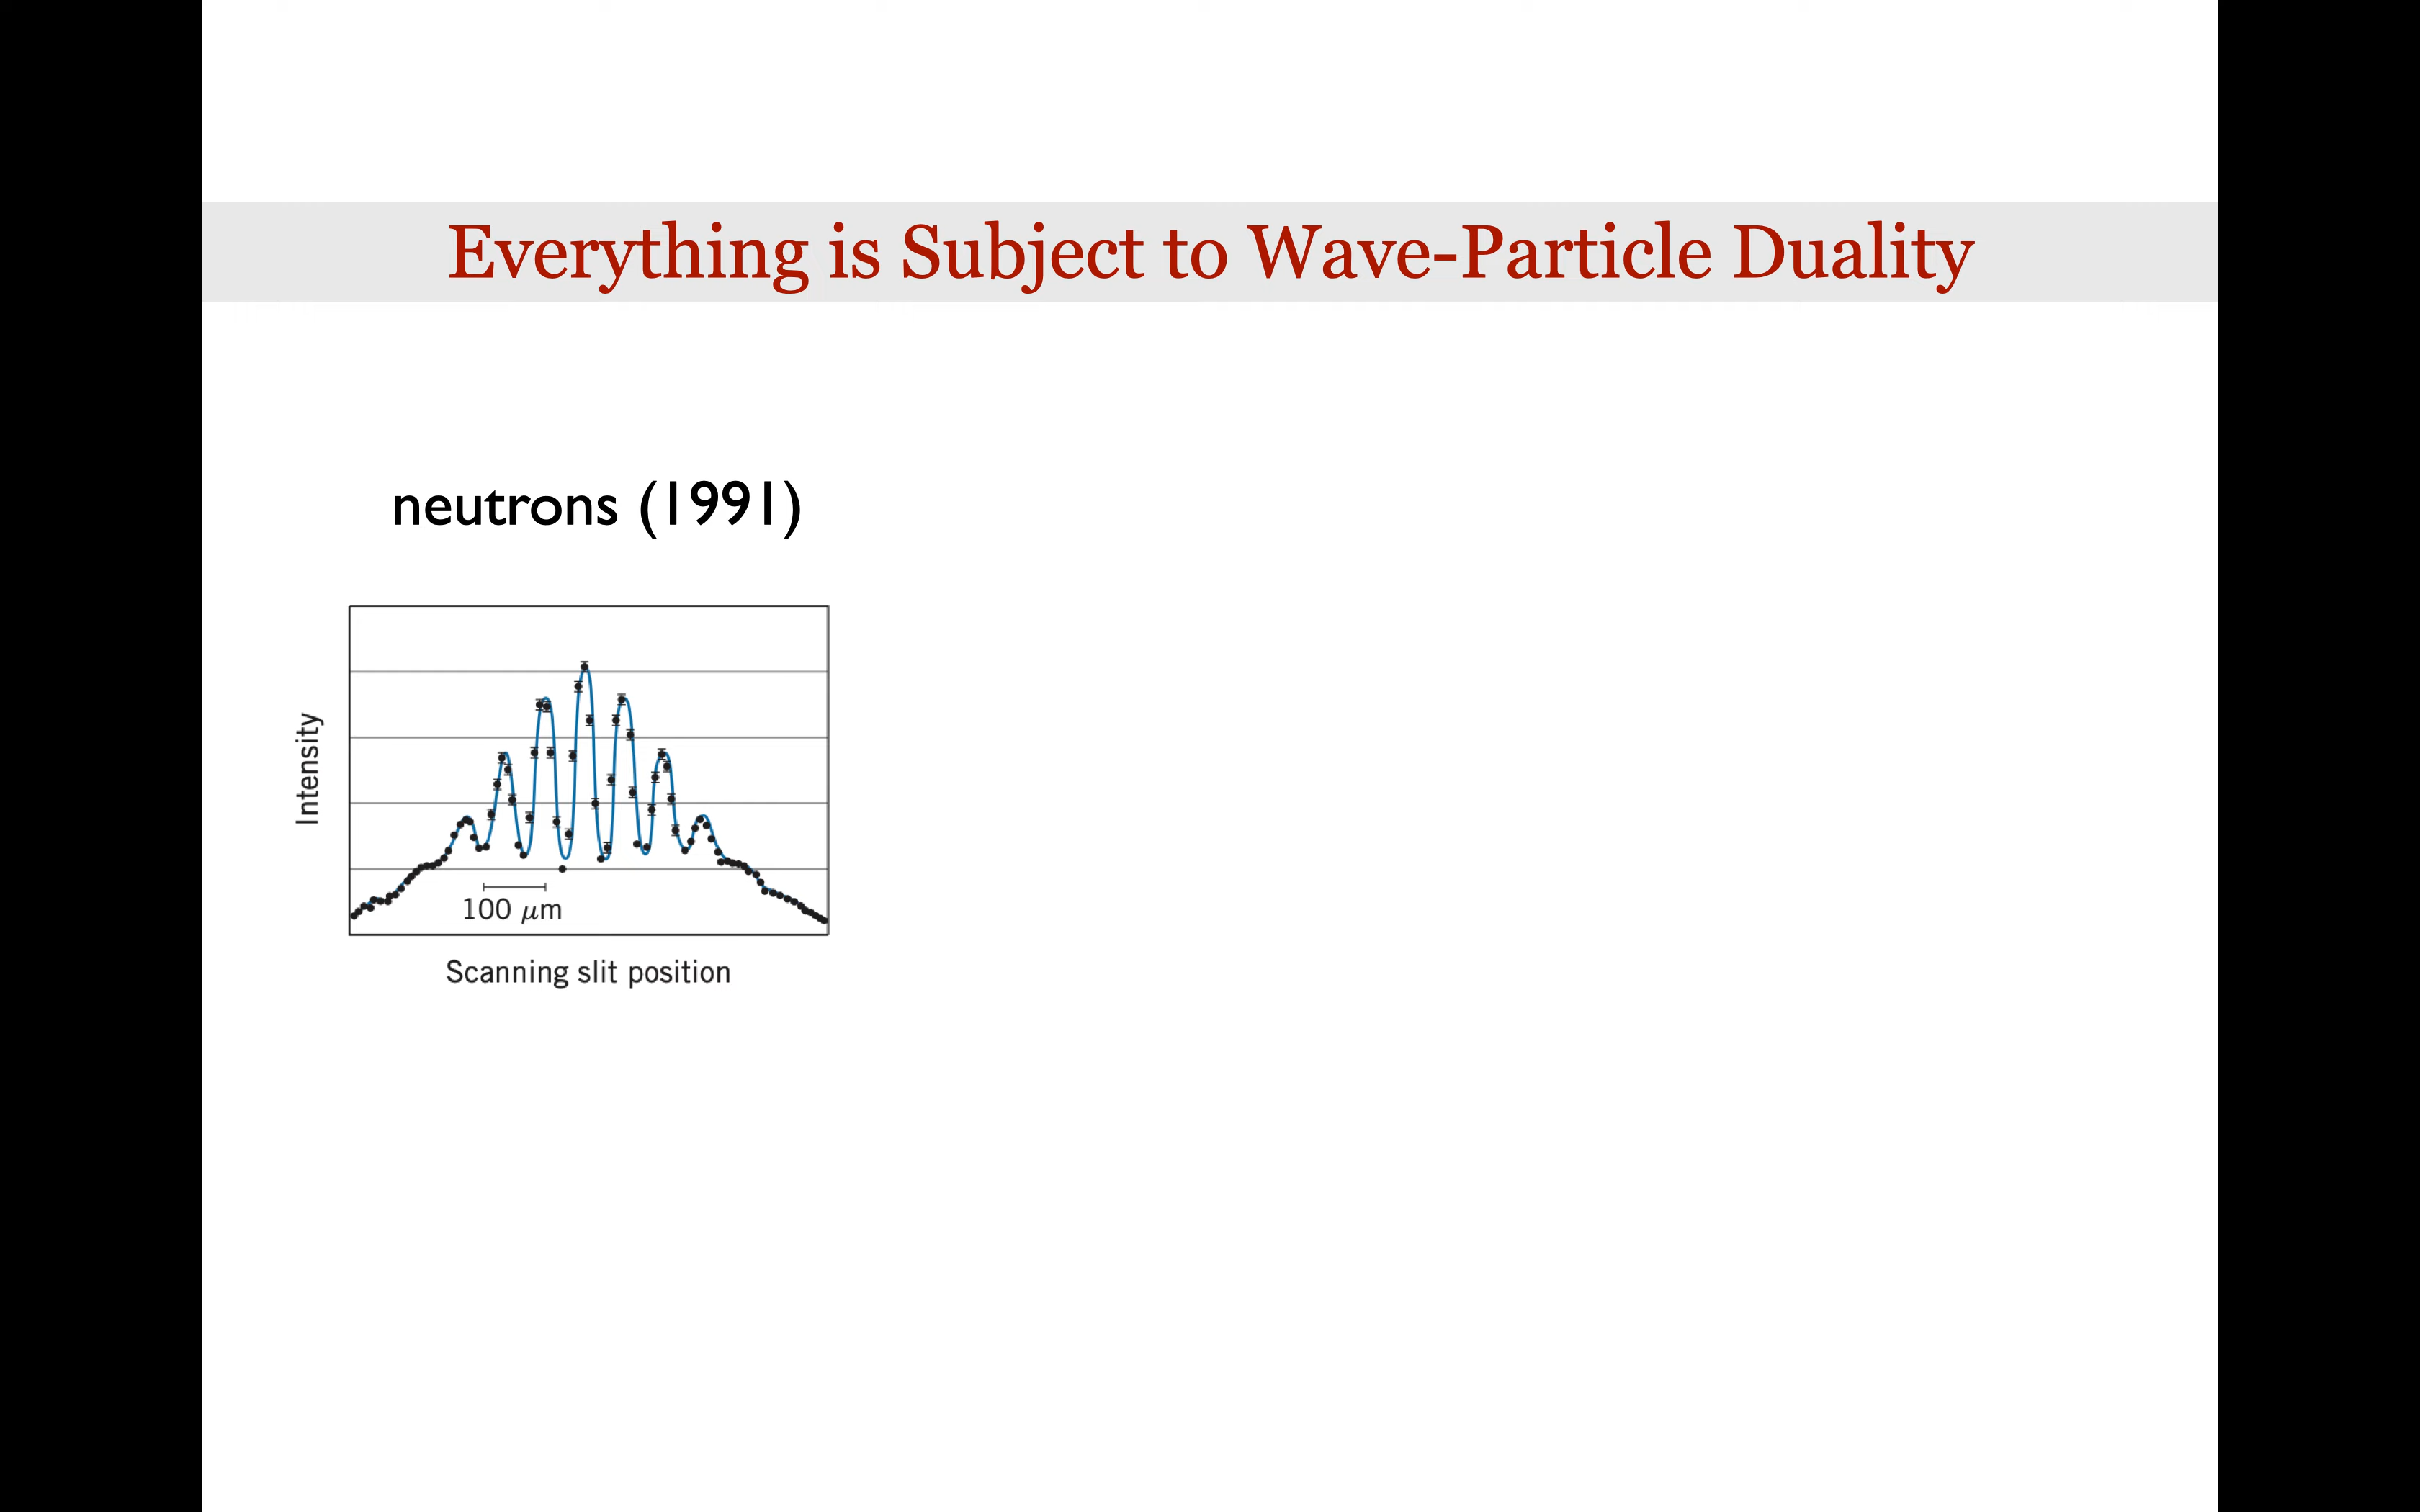 Everything is Subject to Wave-Particle Duality
neutrons (1991)
Intensity
100 μm
Scanning slit position